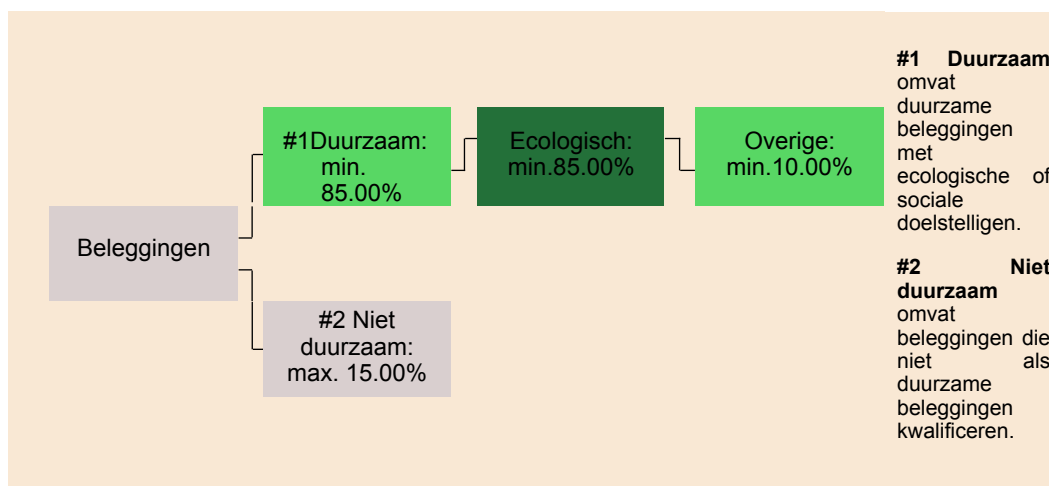 #1Duurzaam:
min.
85.00%
Ecologisch:
min.85.00%
Overige:
min.10.00%
Beleggingen
#2 Niet
duurzaam:
max. 15.00%
#1 Duurzaam
omvat
duurzame
beleggingen
met
ecologische of
sociale
doelstelligen.
#2 Niet
duurzaam
omvat
beleggingen die
niet als
duurzame
beleggingen
kwalificeren.